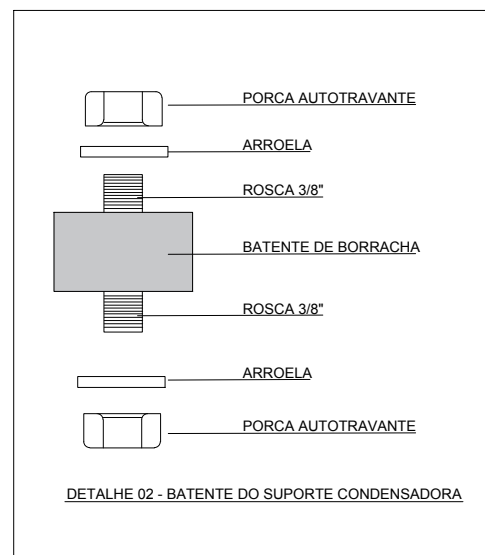 PORCA AUTOTRAVANTE
ARROELA
ROSCA 3/8"
BATENTE DE BORRACHA
ROSCA 3/8"
ARROELA
PORCA AUTOTRAVANTE
DETALHE 02 - BATENTE DO SUPORTE CONDENSADORA